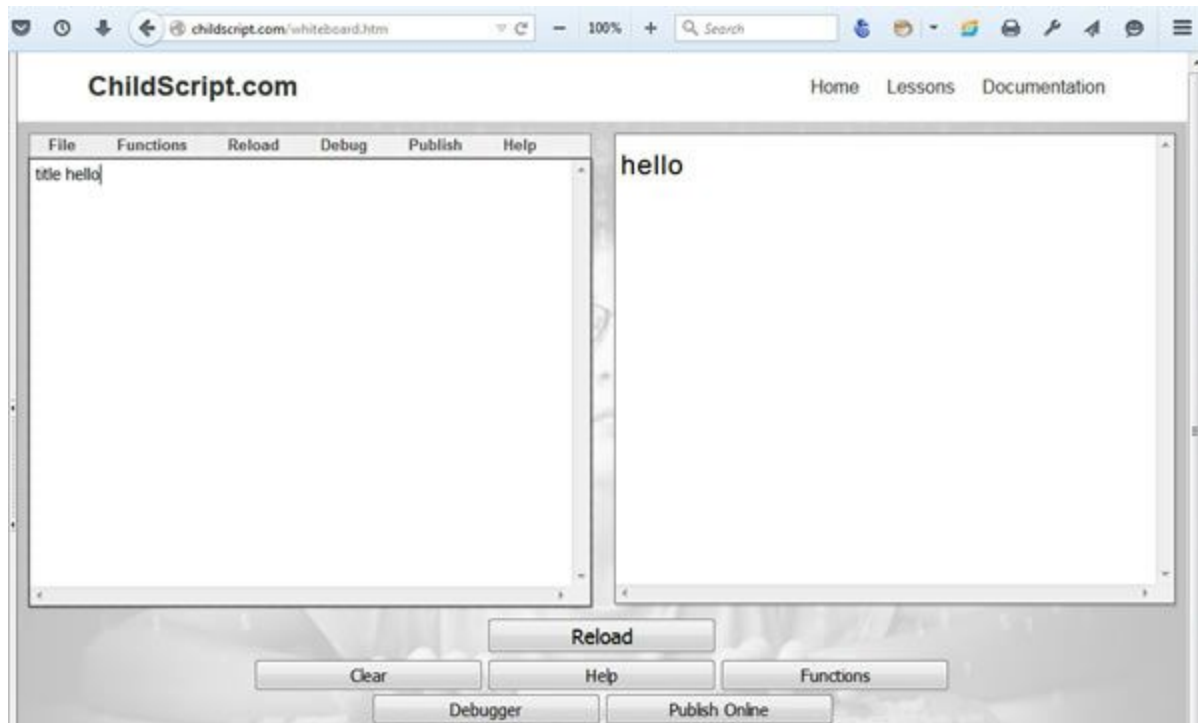 childscript.com/whiteboard.htm
100%
Search
ChildScript.com
Home Lessons Documentation
File Functions Reload Debug Publish Help
title hello
hello
Reload
Clear Help Functions
Debugger Publish Online